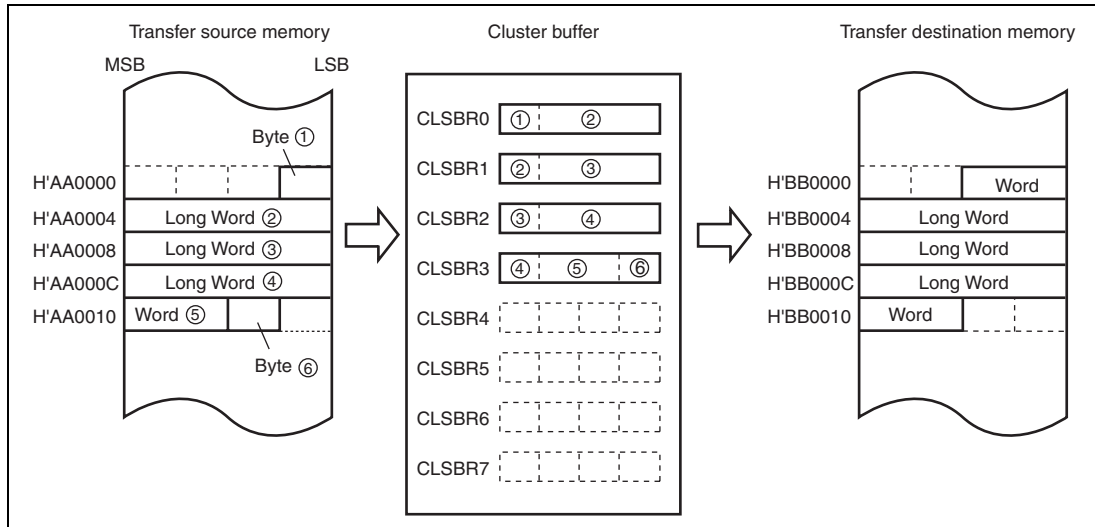 Transfer source memory
MSB LSB
Byte ①
H'AA0000
H'AA0004 Long Word ②
H'AA0008 Long Word ③
H'AA000C Long Word ④
H'AA0010 Word ⑤
Byte ⑥
Cluster buffer
CLSBR0 ① ②
CLSBR1 ② ③
CLSBR2 ③ ④
CLSBR3 ④ ⑤ ⑥
CLSBR4
CLSBR5
CLSBR6
CLSBR7
Transfer destination memory
H'BB0000 Word
H'BB0004 Long Word
H'BB0008 Long Word
H'BB000C Long Word
H'BB0010 Word